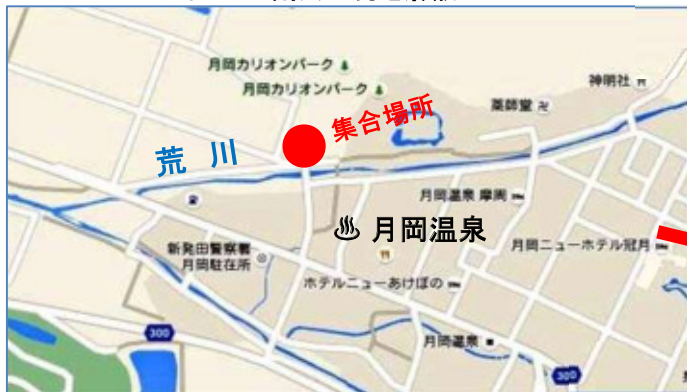 月岡カリオンパーク
月岡カリオンパーク
神明社
薬師堂
集合場所
荒 川
月岡温泉 摩周
月岡温泉
新発田警察署
月岡駐在所
月岡ニューホテル冠月
ホテルニューあけぼの
300
月岡温泉
300